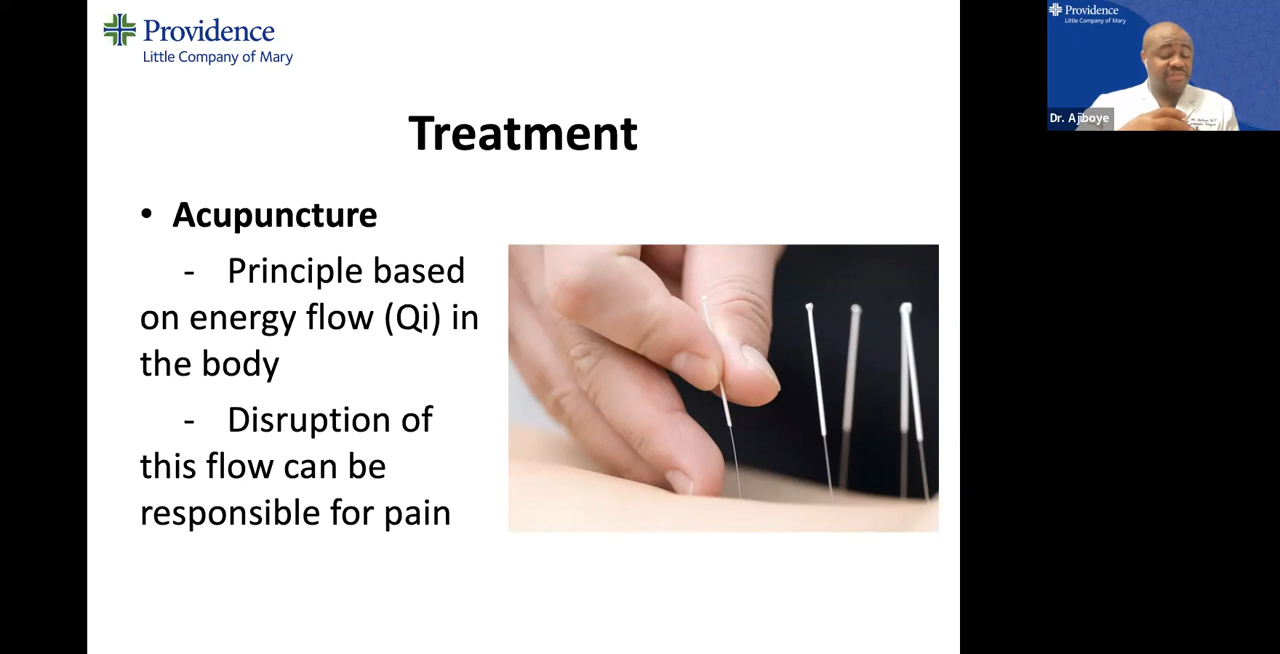 Providence
Little Company of Mary
Treatment
• Acupuncture
- Principle based
on energy flow (Qi) in
the body
- Disruption of
this flow can be
responsible for pain
Providence
Little Company of Mary
Dr. Ajiboye